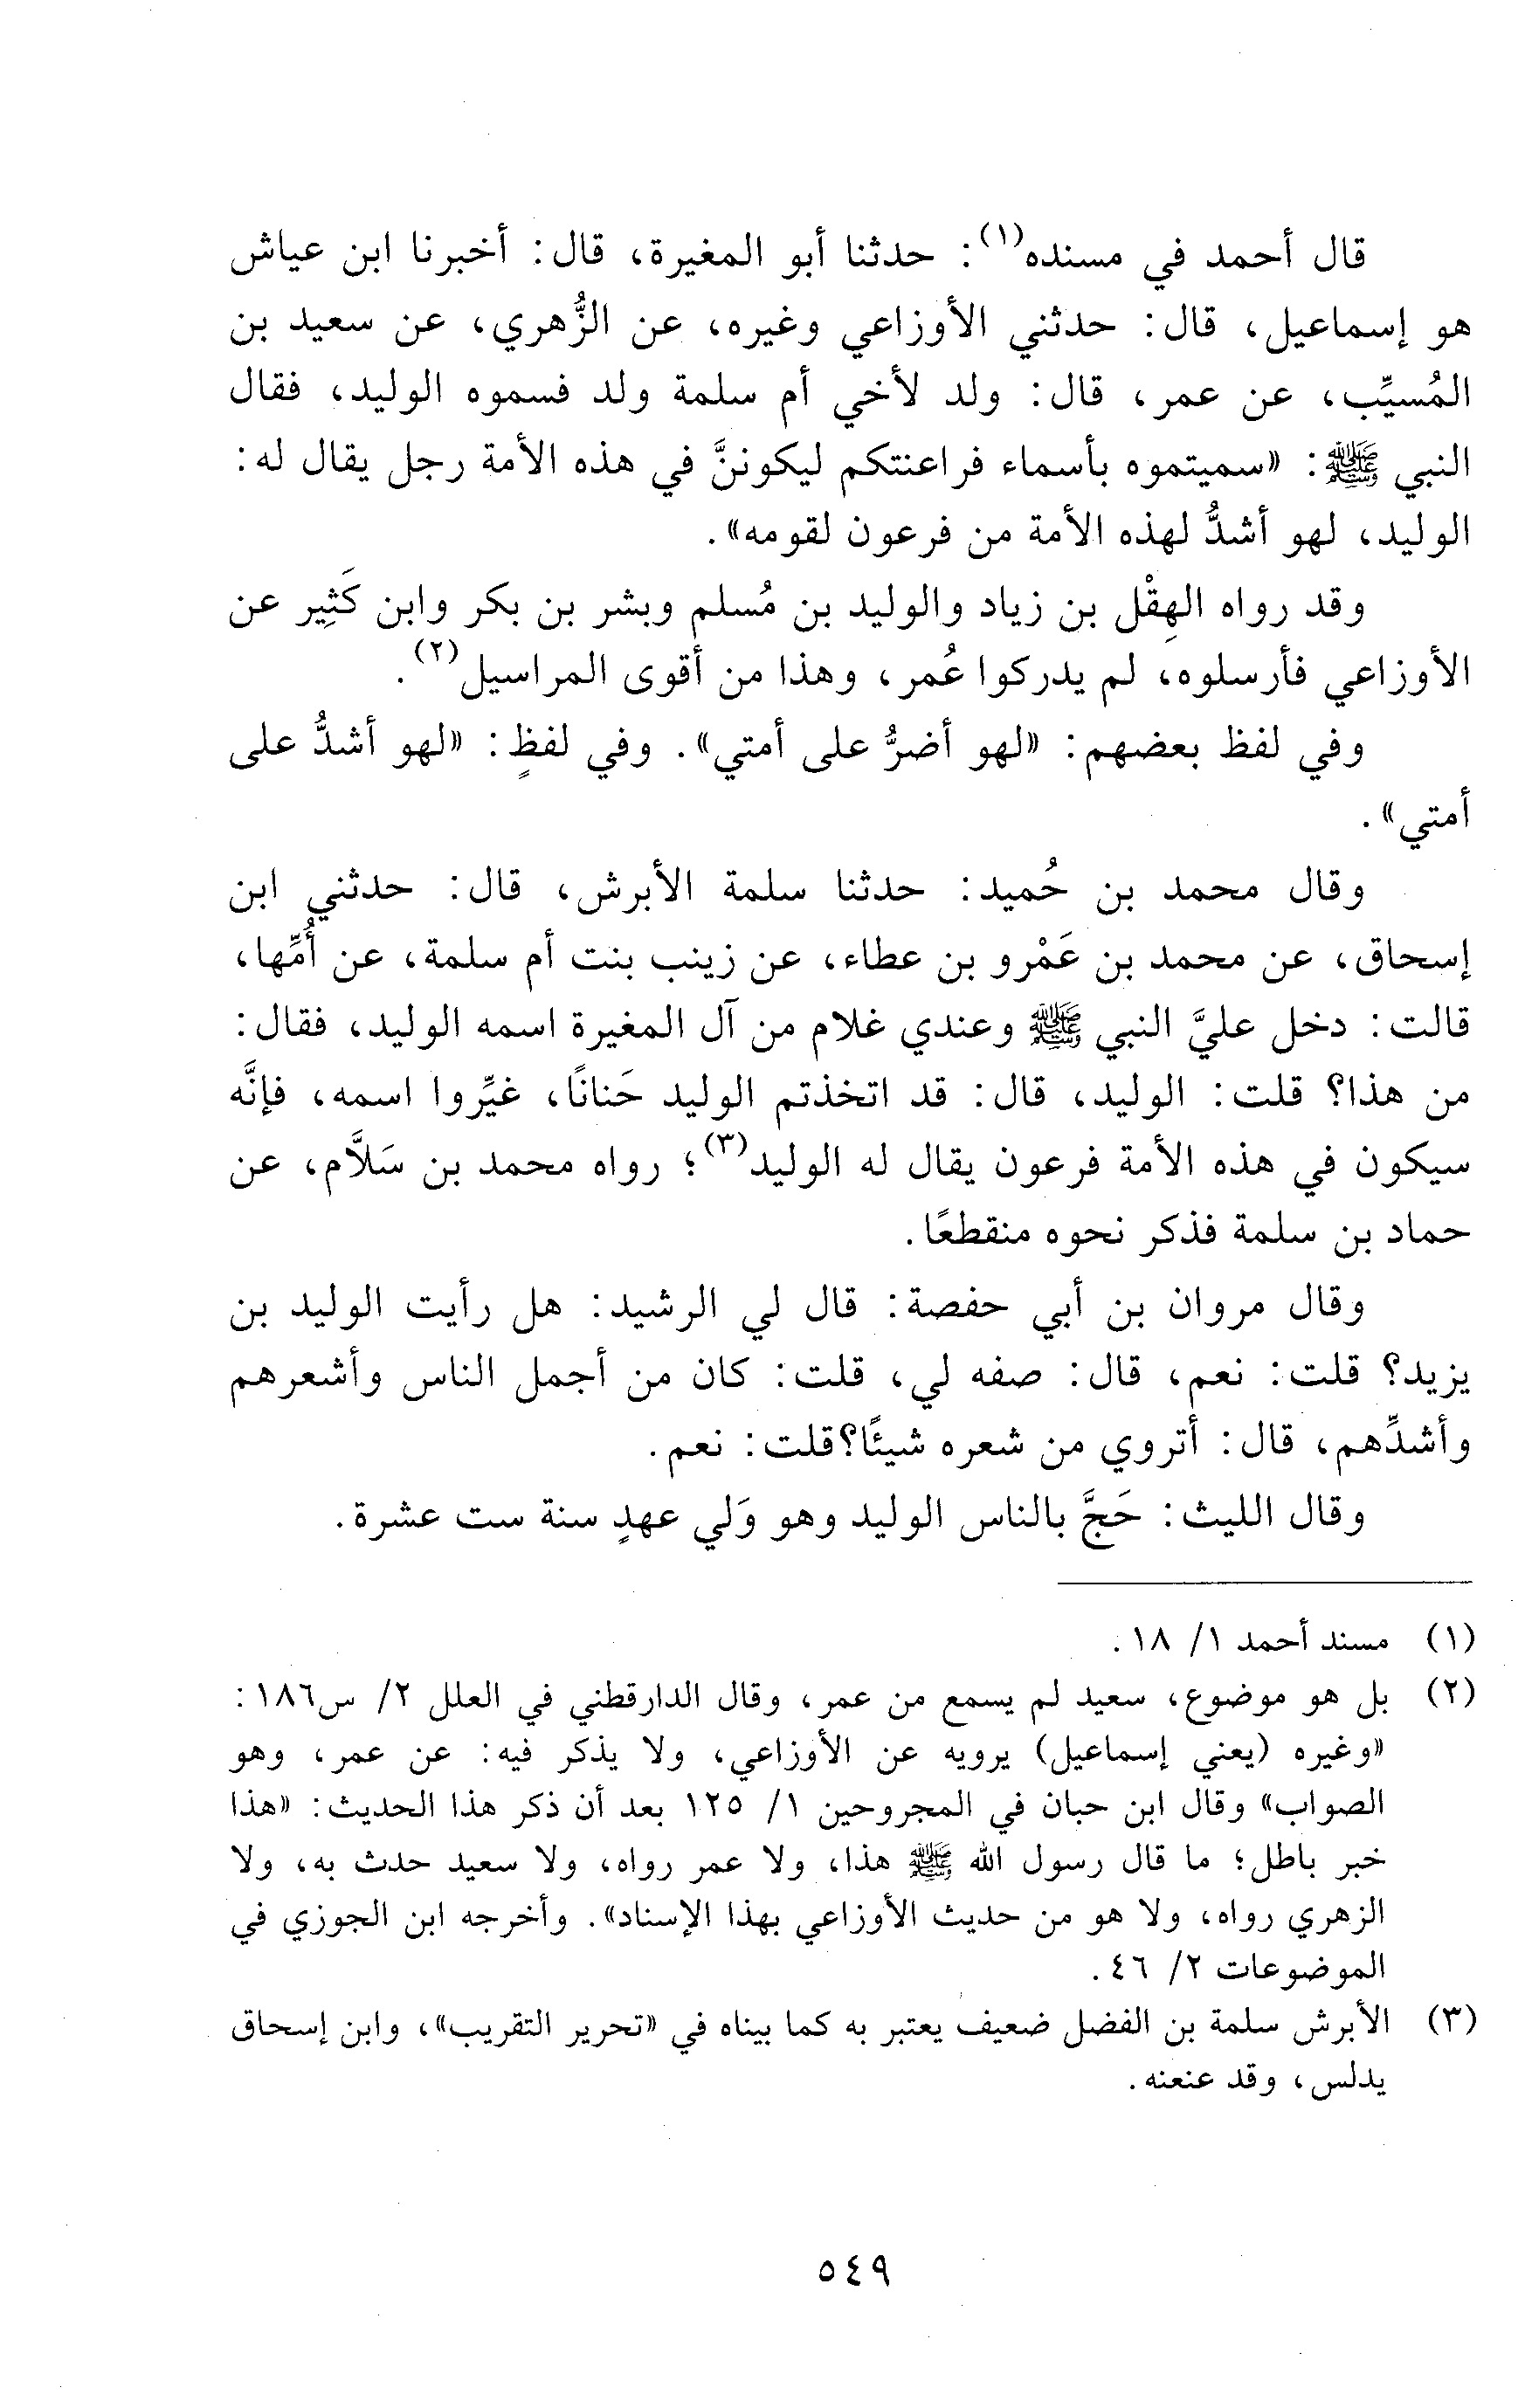 قال أحمد في مسنده(١): حدثنا أبو المغيرة، قال: أخبرنا ابن عياش
هو إسماعيل، قال: حدثني الأوزاعي وغيره، عن الزُّهري، عن سعيد بن
المُسيِّب، عن عمر، قال: ولد لأخي أم سلمة ولد فسموه الوليد، فقال
النبي ﷺ: «سميتموه بأسماء فراعنتكم ليكوننَّ في هذه الأمة رجل يقال له:
الوليد، لهو أشدُّ لهذه الأمة من فرعون لقومه».
وقد رواه الهِقْل بن زياد والوليد بن مُسلم وبشر بن بكر وابن كَثِير عن
الأوزاعي فأرسلوه، لم يدركوا عُمر، وهذا من أقوى المراسيل(٢).
وفي لفظ بعضهم: «لهو أضرُّ على أمتي». وفي لفظٍ: «لهو أشدُّ على
أمتي».
وقال محمد بن حُميد: حدثنا سلمة الأبرش، قال: حدثني ابن
إسحاق، عن محمد بن عَمْرو بن عطاء، عن زينب بنت أم سلمة، عن أُمِّها،
قالت: دخل عليَّ النبي ﷺ وعندي غلام من آل المغيرة اسمه الوليد، فقال:
من هذا؟ قلت: الوليد، قال: قد اتخذتم الوليد حَنانًا، غيِّروا اسمه، فإنَّه
سيكون في هذه الأمة فرعون يقال له الوليد(٣)؛ رواه محمد بن سَلاَّم، عن
حماد بن سلمة فذكر نحوه منقطعًا.
وقال مروان بن أبي حفصة: قال لي الرشيد: هل رأيت الوليد بن
يزيد؟ قلت: نعم، قال: صفه لي، قلت: كان من أجمل الناس وأشعرهم
وأشدِّهم، قال: أتروي من شعره شيئًا؟قلت: نعم.
وقال الليث: حَجَّ بالناس الوليد وهو وَلي عهدٍ سنة ست عشرة.
(١) مسند أحمد ١/ ١٨.
(٢) بل هو موضوع، سعيد لم يسمع من عمر، وقال الدارقطني في العلل ٢/ س١٨٦:
«وغيره (يعني إسماعيل) يرويه عن الأوزاعي، ولا يذكر فيه: عن عمر، وهو
الصواب» وقال ابن حبان في المجروحين ١/ ١٢٥ بعد أن ذكر هذا الحديث: «هذا
خبر باطل؛ ما قال رسول الله ﷺ هذا، ولا عمر رواه، ولا سعيد حدث به، ولا
الزهري رواه، ولا هو من حديث الأوزاعي بهذا الإسناد». وأخرجه ابن الجوزي في
الموضوعات ٢/ ٤٦.
(٣) الأبرش سلمة بن الفضل ضعيف يعتبر به كما بيناه في «تحرير التقريب»، وابن إسحاق
يدلس، وقد عنعنه.
٥٤٩